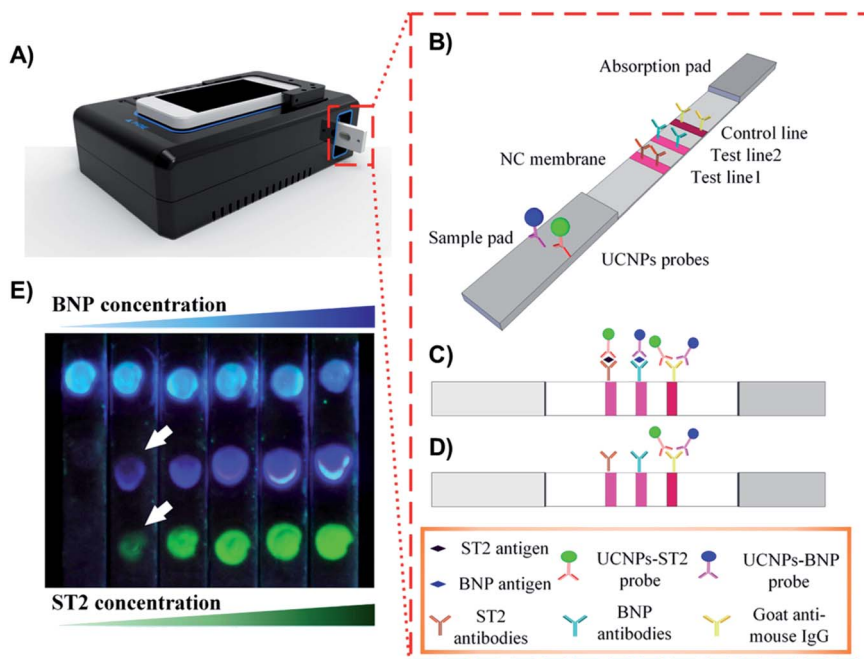 A)
B)
Absorption pad
Control line
Test line2
Test line1
NC membrane
Sample pad
UCNPs probes
E)
BNP concentration
ST2 concentration
C)
D)
ST2 antigen
BNP antigen
UCNPs-ST2
probe
UCNPs-BNP
probe
ST2
antibodies
BNP
antibodies
Goat anti-
mouse IgG